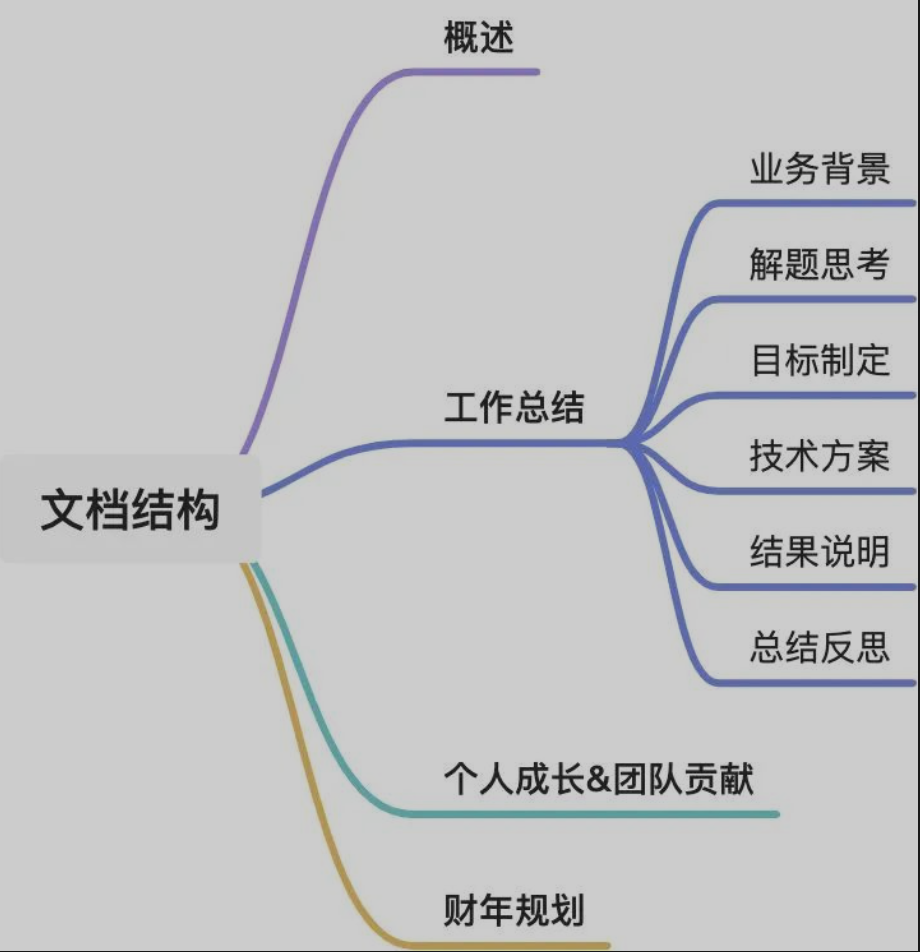 文档结构
概述
工作总结
业务背景
解题思考
目标制定
技术方案
结果说明
总结反思
个人成长&团队贡献
财年规划